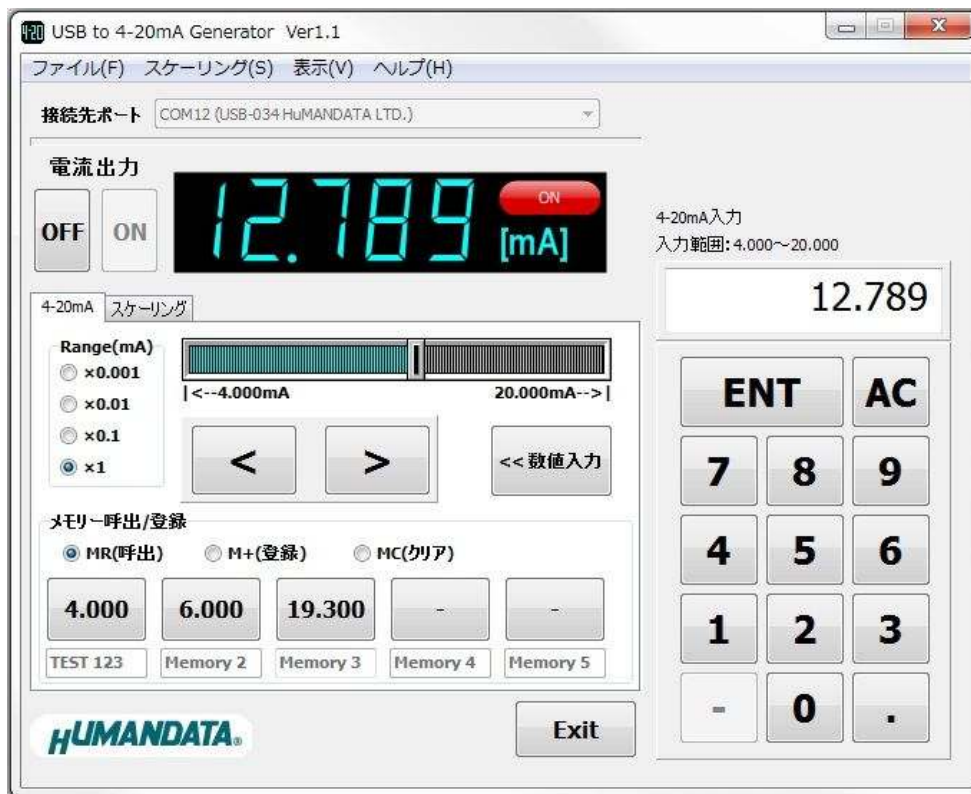 4-20 USB to 4-20mA Generator Ver1.1
ファイル(F) スケーリング(S) 表示(V) ヘルプ(H)
接続先ポート COM12 (USB-034 HuMANDATA LTD.)
電流出力
OFF ON
12.789 ON [mA]
4-20mA入力
入力範囲:4.000~20.000
12.789
4-20mA スケーリング
Range(mA)
×0.001
×0.01
×0.1
×1
|<--4.000mA 20.000mA-->|
< > << 数値入力
メモリー呼出/登録
MR(呼出) M+(登録) MC(クリア)
4.000 6.000 19.300 - -
TEST 123 Memory 2 Memory 3 Memory 4 Memory 5
HUMANDATA®
Exit
ENT AC
7 8 9
4 5 6
1 2 3
- 0 .